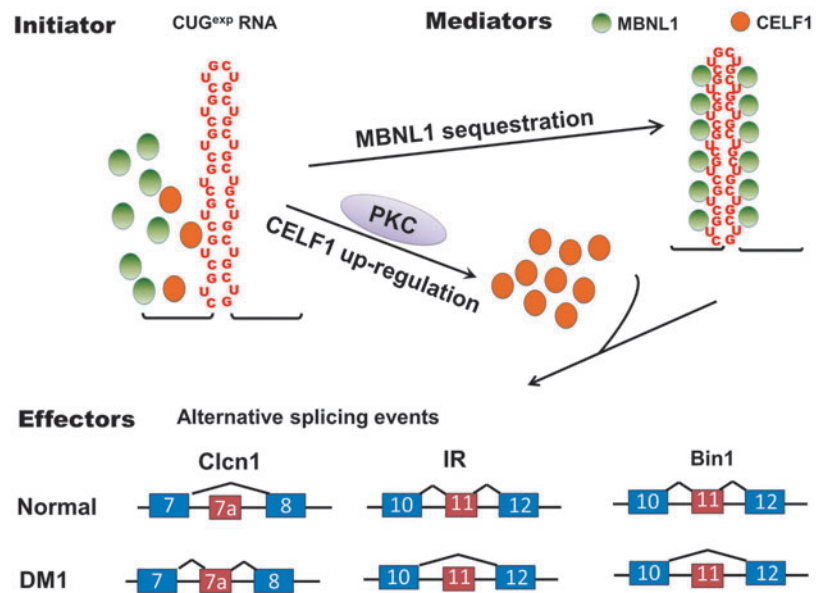 Initiator
CUGexp RNA
Mediators
MBNL1
CELF1
MBNL1 sequestration
PKC
CELF1 up-regulation
Effectors
Alternative splicing events
Clcn1
IR
Bin1
Normal
7 7a 8
10 11 12
10 11 12
DM1
7 7a 8
10 11 12
10 11 12